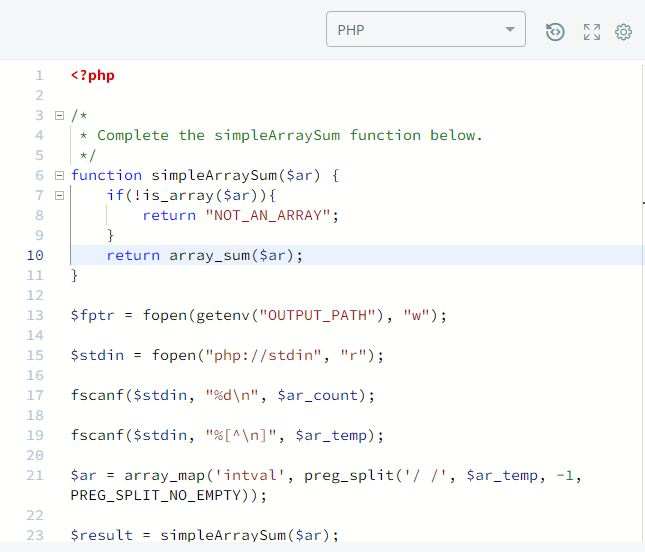 PHP
1 <?php
2
3 /*
4 * Complete the simpleArraySum function below.
5 */
6 function simpleArraySum($ar) {
7 if(!is_array($ar)){
8 return "NOT_AN_ARRAY";
9 }
10 return array_sum($ar);
11 }
12
13 $fptr = fopen(getenv("OUTPUT_PATH"), "w");
14
15 $stdin = fopen("php://stdin", "r");
16
17 fscanf($stdin, "%d\n", $ar_count);
18
19 fscanf($stdin, "%[^\n]", $ar_temp);
20
21 $ar = array_map('intval', preg_split('/ /', $ar_temp, -1,
PREG_SPLIT_NO_EMPTY));
22
23 $result = simpleArraySum($ar);